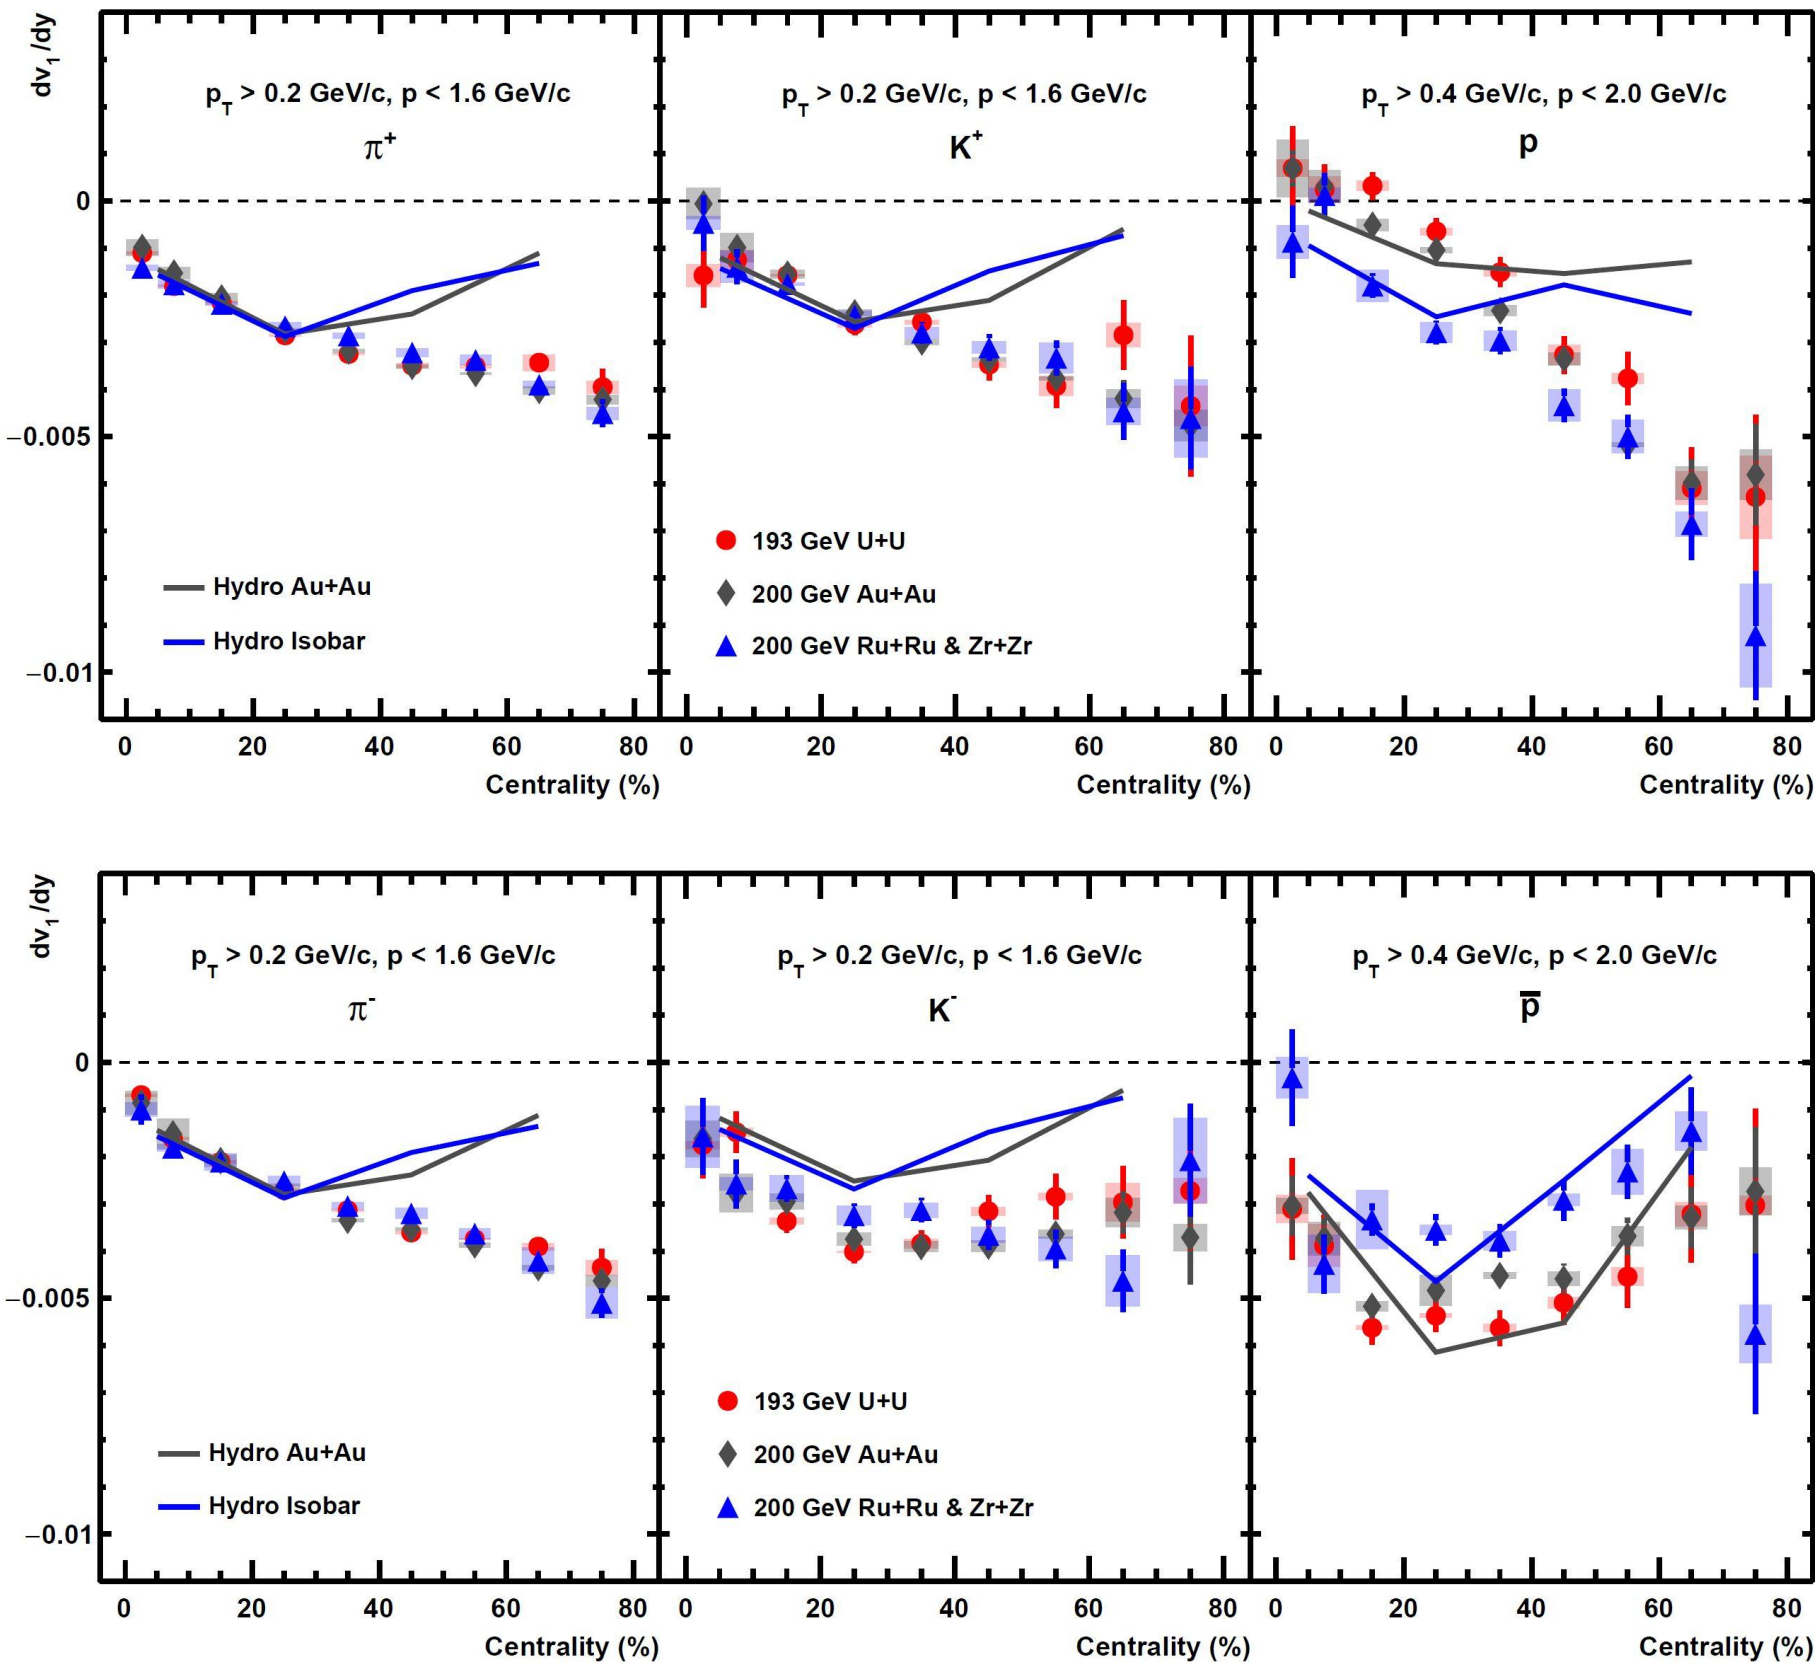 dv₁/dy
p_T > 0.2 GeV/c, p < 1.6 GeV/c
π⁺
p_T > 0.2 GeV/c, p < 1.6 GeV/c
K⁺
p_T > 0.4 GeV/c, p < 2.0 GeV/c
p
0
−0.005
−0.01
Hydro Au+Au
Hydro Isobar
193 GeV U+U
200 GeV Au+Au
200 GeV Ru+Ru & Zr+Zr
0 20 40 60 80
0 20 40 60 80
0 20 40 60 80
Centrality (%)
Centrality (%)
Centrality (%)
dv₁/dy
p_T > 0.2 GeV/c, p < 1.6 GeV/c
π⁻
p_T > 0.2 GeV/c, p < 1.6 GeV/c
K⁻
p_T > 0.4 GeV/c, p < 2.0 GeV/c
p̅
0
−0.005
−0.01
Hydro Au+Au
Hydro Isobar
193 GeV U+U
200 GeV Au+Au
200 GeV Ru+Ru & Zr+Zr
0 20 40 60 80
0 20 40 60 80
0 20 40 60 80
Centrality (%)
Centrality (%)
Centrality (%)